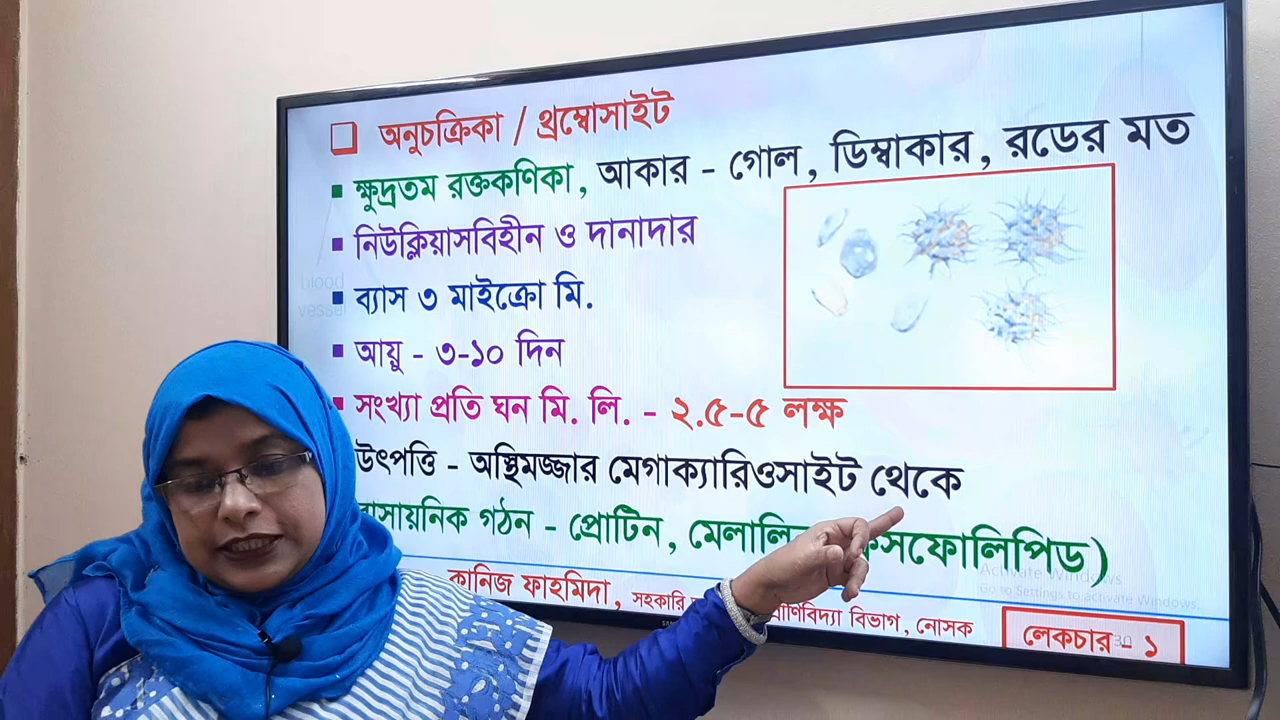 অনুচক্রিকা / থ্রম্বোসাইট
ক্ষুদ্রতম রক্তকণিকা, আকার - গোল, ডিম্বাকার, রডের মত
নিউক্লিয়াসবিহীন ও দানাদার
blood
vessel
ব্যাস ৩ মাইক্রো মি.
আয়ু - ৩-১০ দিন
সংখ্যা প্রতি ঘন মি. লি. - ২.৫-৫ লক্ষ
উৎপত্তি - অস্থিমজ্জার মেগাক্যারিওসাইট থেকে
গঠন - প্রোটিন,
Activate Windows
Go to Settings to activate Windows.
কানিজ ফাহমিদা, সহকারি বিভাগ, নোসক
লেকচার - ১
30